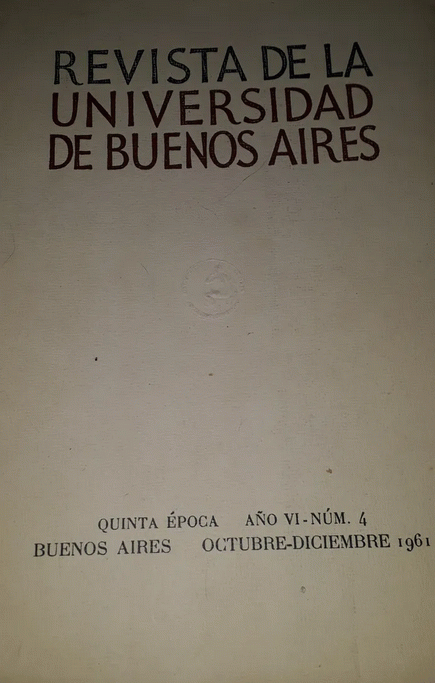 REVISTA DE LA
UNIVERSIDAD
DE BUENOS AIRES
QUINTA ÉPOCA AÑO VI-NÚM. 4
BUENOS AIRES OCTUBRE-DICIEMBRE 1961